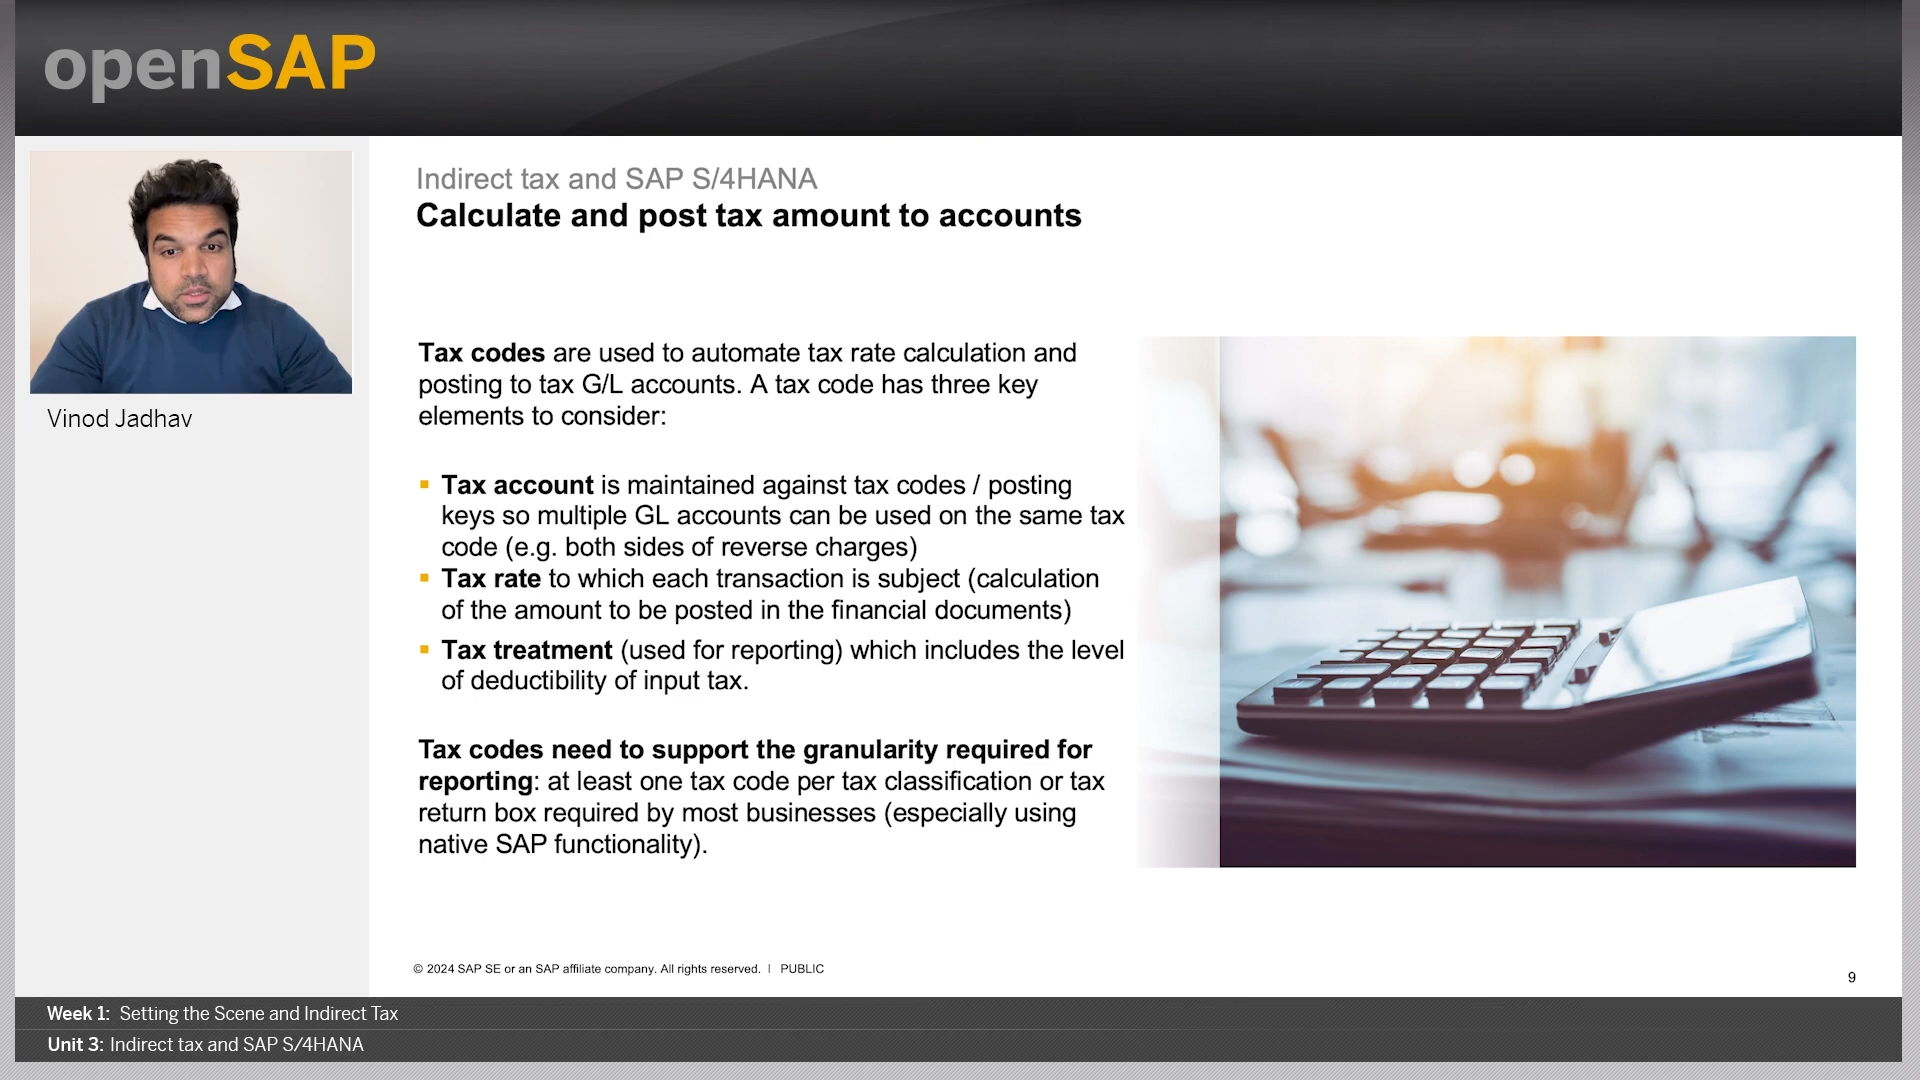 openSAP
Vinod Jadhav
Indirect tax and SAP S/4HANA
Calculate and post tax amount to accounts
Tax codes are used to automate tax rate calculation and
posting to tax G/L accounts. A tax code has three key
elements to consider:
▪ Tax account is maintained against tax codes / posting
keys so multiple GL accounts can be used on the same tax
code (e.g. both sides of reverse charges)
▪ Tax rate to which each transaction is subject (calculation
of the amount to be posted in the financial documents)
▪ Tax treatment (used for reporting) which includes the level
of deductibility of input tax.
Tax codes need to support the granularity required for
reporting: at least one tax code per tax classification or tax
return box required by most businesses (especially using
native SAP functionality).
© 2024 SAP SE or an SAP affiliate company. All rights reserved. | PUBLIC
9
Week 1: Setting the Scene and Indirect Tax
Unit 3: Indirect tax and SAP S/4HANA